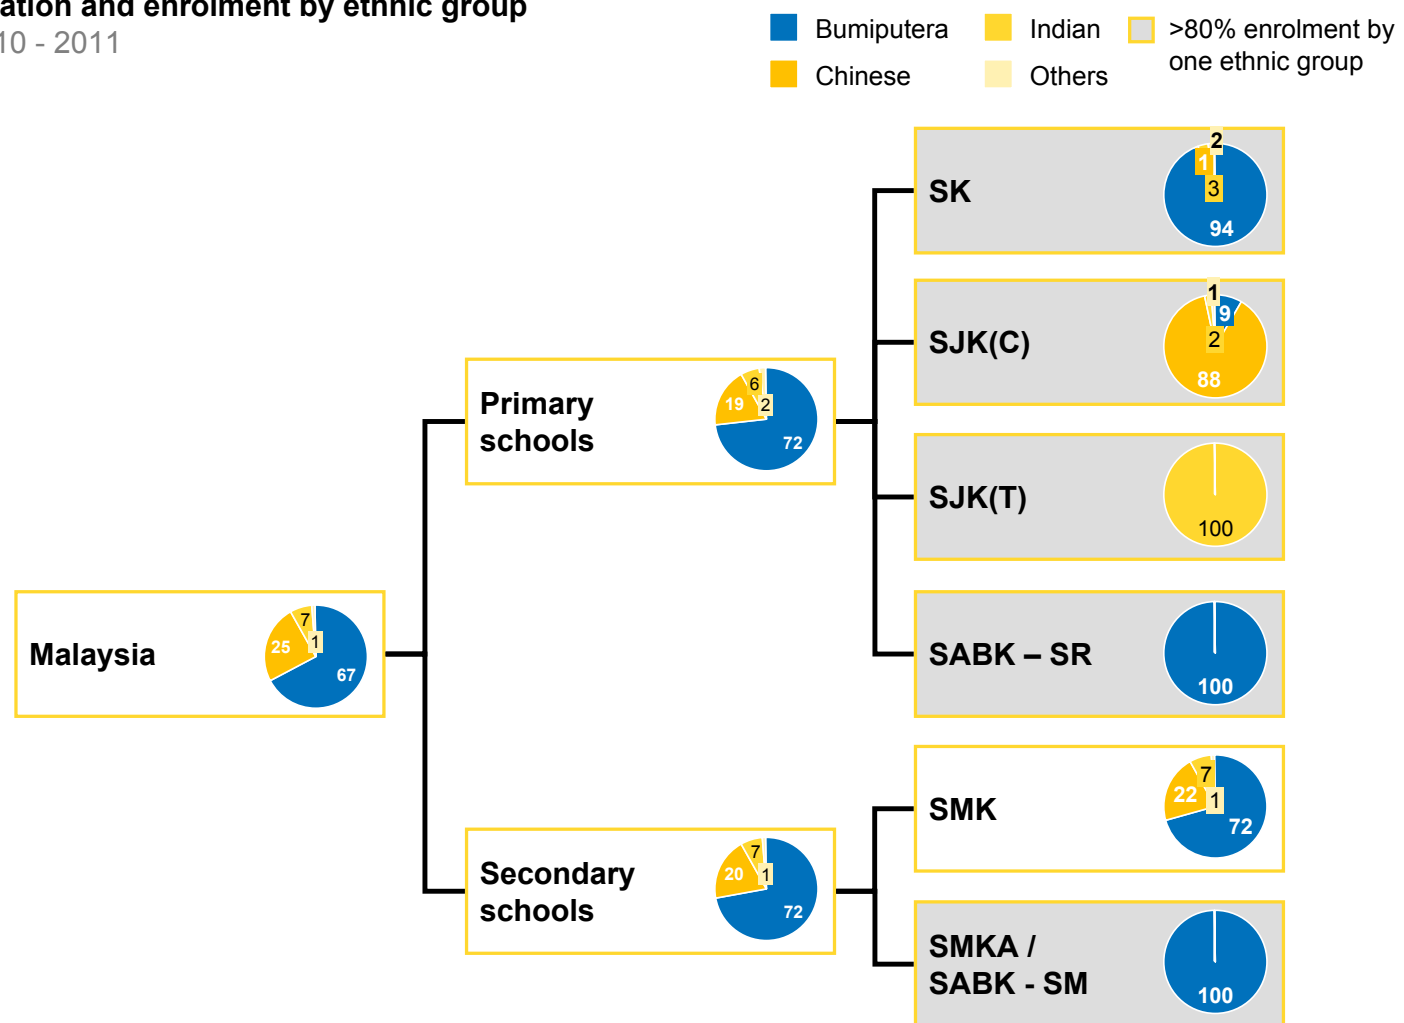 ation and enrolment by ethnic group
10 - 2011
Bumiputera
Indian
>80% enrolment by
one ethnic group
Chinese
Others
SK
2
1
3
94
SJK(C)
1
9
2
88
Primary
schools
6
19
2
72
SJK(T)
100
Malaysia
7
25
1
67
SABK – SR
100
SMK
7
22
1
72
Secondary
schools
7
20
1
72
SMKA /
SABK - SM
100